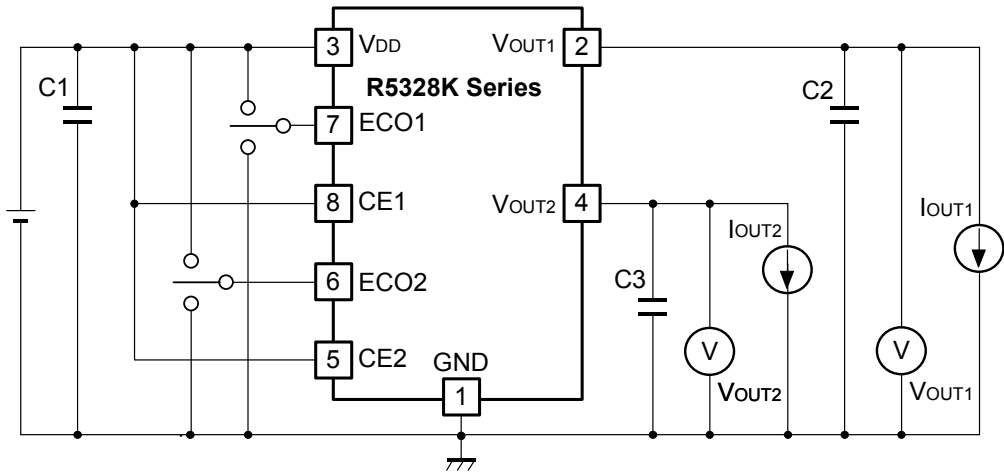 3 VDD VOUT1 2
R5328K Series
C1
C2
7 ECO1
8 CE1
VOUT2 4
IOUT2
IOUT1
6 ECO2
C3
5 CE2
V
V
GND
1
VOUT2
VOUT1